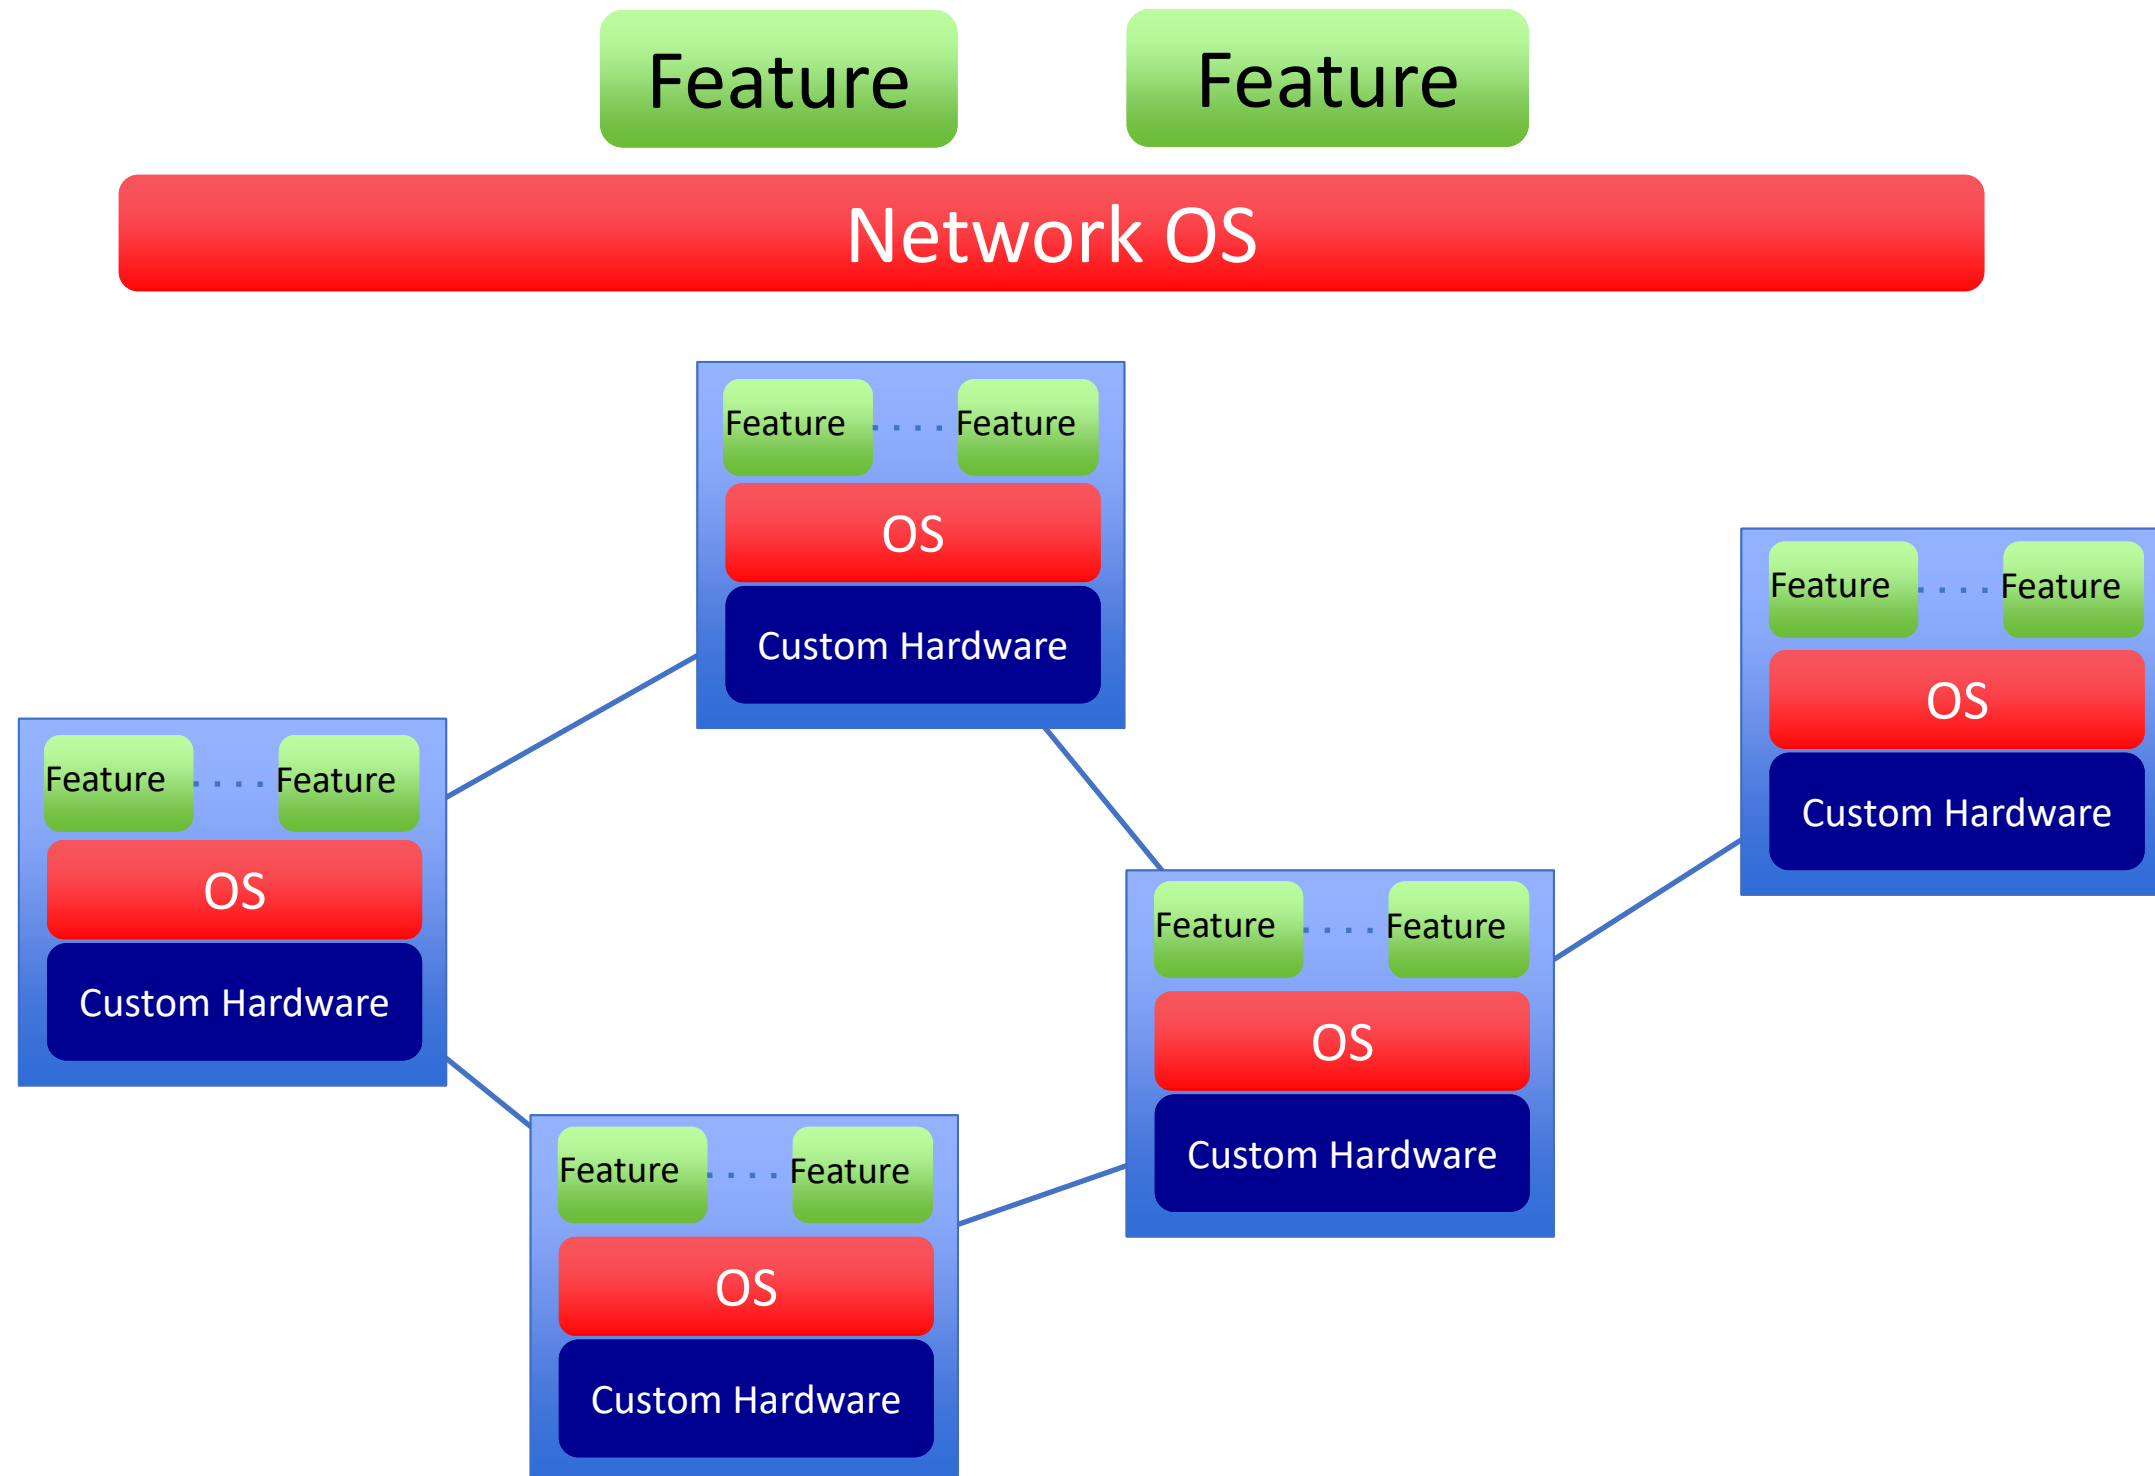 Feature Feature
Network OS
Feature . . . . Feature
OS
Custom Hardware
Feature . . . . Feature
OS
Custom Hardware
Feature . . . . Feature
OS
Custom Hardware
Feature . . . . Feature
OS
Custom Hardware
Feature . . . . Feature
OS
Custom Hardware